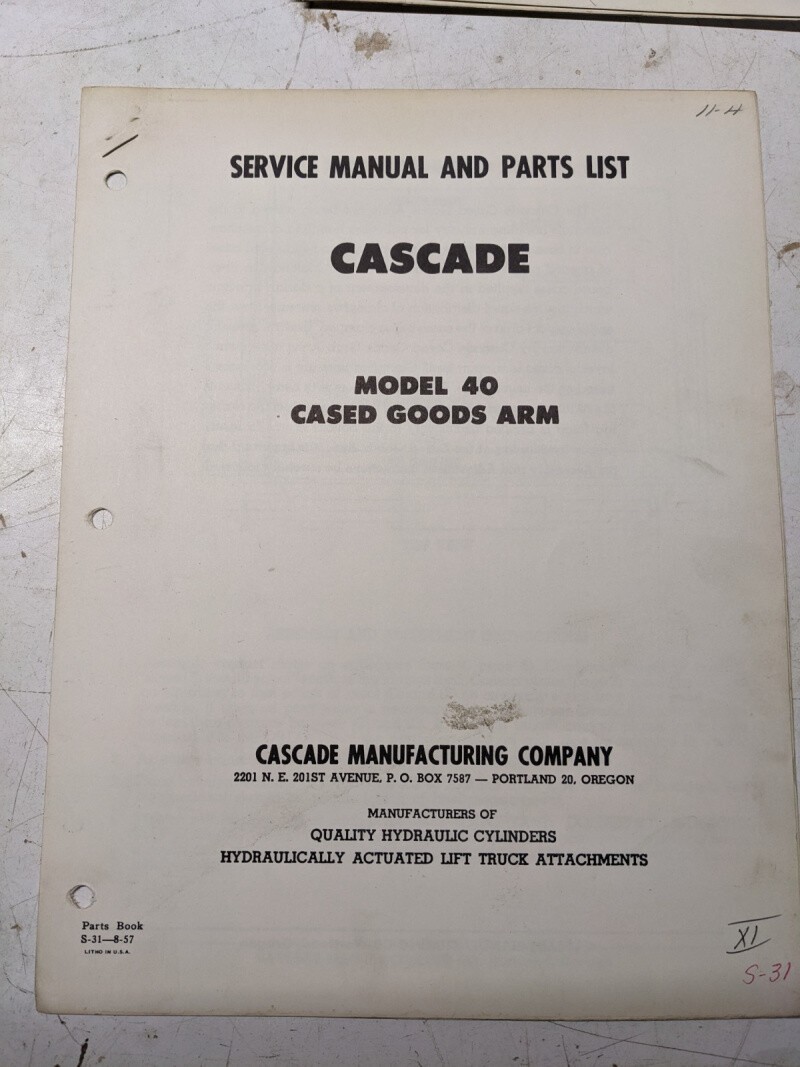 11-4
SERVICE MANUAL AND PARTS LIST
CASCADE
MODEL 40
CASED GOODS ARM
CASCADE MANUFACTURING COMPANY
2201 N. E. 201ST AVENUE, P. O. BOX 7587 — PORTLAND 20, OREGON
MANUFACTURERS OF
QUALITY HYDRAULIC CYLINDERS
HYDRAULICALLY ACTUATED LIFT TRUCK ATTACHMENTS
Parts Book
S-31—8-57
LITHO IN U.S.A.
XI
S-31